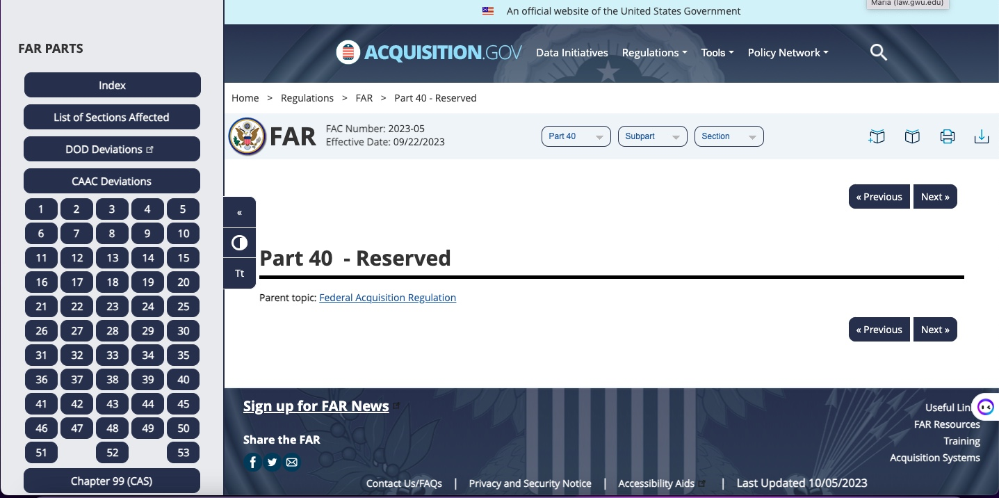 Maria (law.gwu.edu)
An official website of the United States Government
FAR PARTS
Index
List of Sections Affected
DOD Deviations
CAAC Deviations
1 2 3 4 5
6 7 8 9 10
11 12 13 14 15
16 17 18 19 20
21 22 23 24 25
26 27 28 29 30
31 32 33 34 35
36 37 38 39 40
41 42 43 44 45
46 47 48 49 50
51 52 53
Chapter 99 (CAS)
ACQUISITION.GOV Data Initiatives Regulations Tools Policy Network
Home > Regulations > FAR > Part 40 - Reserved
FAR
FAC Number: 2023-05
Effective Date: 09/22/2023
Part 40 Subpart Section
« Previous Next »
«
Tt
Part 40 - Reserved
Parent topic: Federal Acquisition Regulation
« Previous Next »
Sign up for FAR News
Share the FAR
Useful
FAR Resources
Training
Acquisition Systems
Contact Us/FAQs | Privacy and Security Notice | Accessibility Aids | Last Updated 10/05/2023